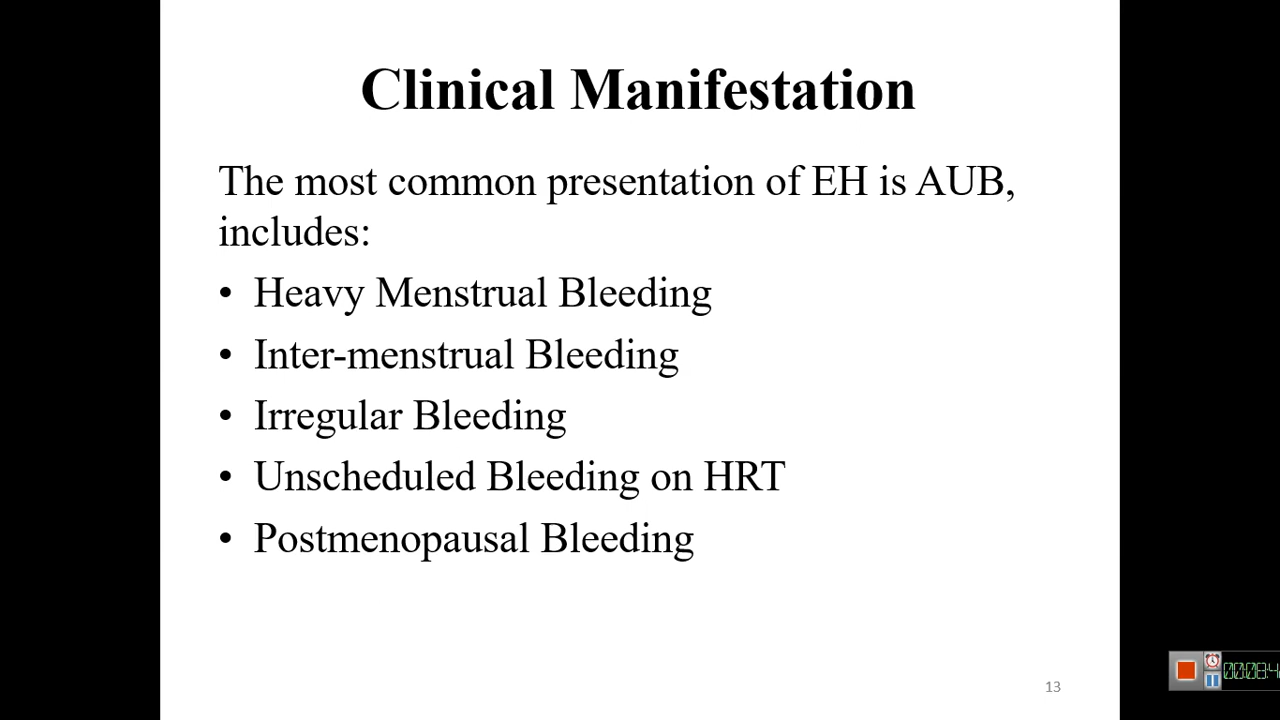 Clinical Manifestation
The most common presentation of EH is AUB,
includes:
• Heavy Menstrual Bleeding
• Inter-menstrual Bleeding
• Irregular Bleeding
• Unscheduled Bleeding on HRT
• Postmenopausal Bleeding
13